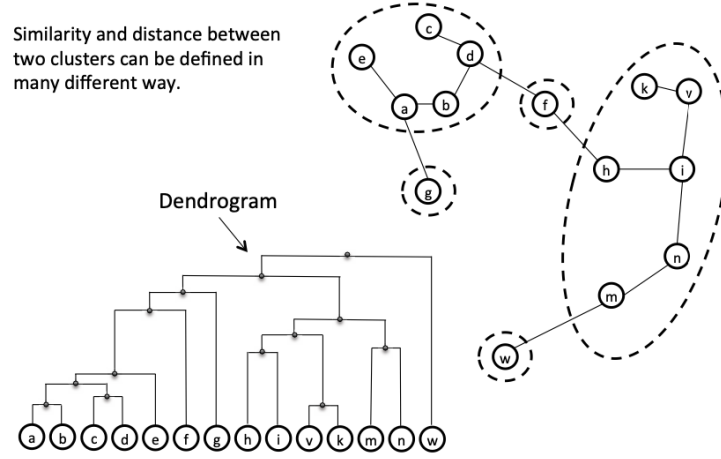 Similarity and distance between
two clusters can be defined in
many different way.
c
e
d
k
v
a
b
f
h
i
g
Dendrogram
n
m
w
a b c d e f g h i v k m n w